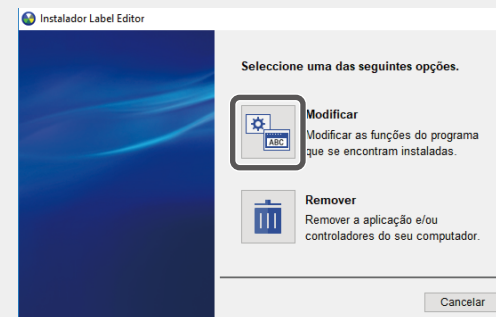 Instalador Label Editor
Seleccione uma das seguintes opções.
Modificar
Modificar as funções do programa
que se encontram instaladas.
ABC
Remover
Remover a aplicação e/ou
controladores do seu computador.
Cancelar